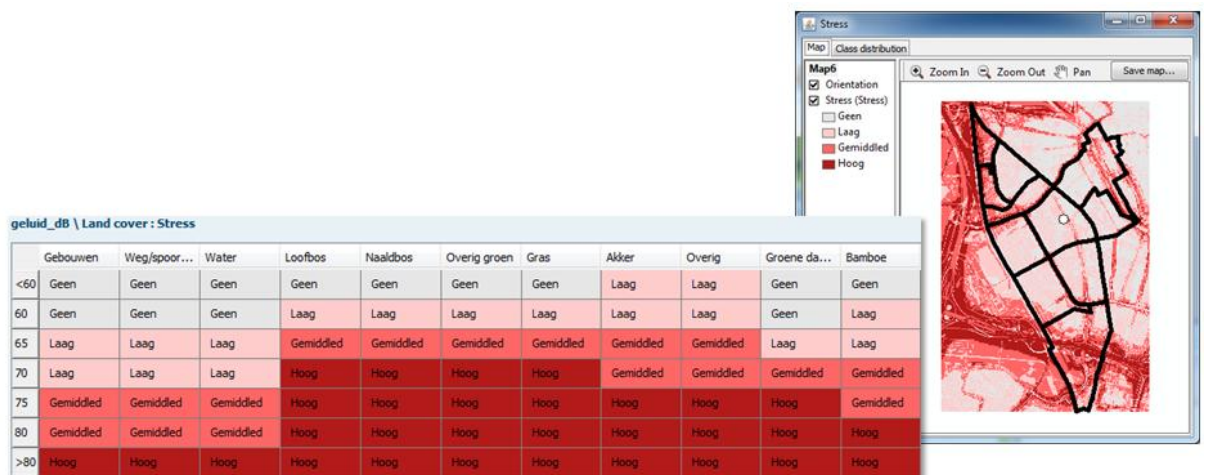 Stress
Map Class distribution
Map6
Zoom In Zoom Out Pan Save map...
Orientation
Stress (Stress)
Geen
Laag
Gemiddled
Hoog
geluid_dB \ Land cover : Stress
Gebouwen Weg/spoor... Water Loofbos Naaldbos Overig groen Gras Akker Overig Groene da... Bamboe
<60 Geen Geen Geen Geen Geen Geen Geen Laag Laag Geen Geen
60 Geen Geen Geen Laag Laag Laag Laag Laag Laag Geen Laag
65 Laag Laag Laag Gemiddled Gemiddled Gemiddled Gemiddled Gemiddled Gemiddled Laag Laag
70 Laag Laag Laag Hoog Hoog Hoog Hoog Gemiddled Gemiddled Gemiddled Gemiddled
75 Gemiddled Gemiddled Gemiddled Hoog Hoog Hoog Hoog Hoog Hoog Hoog Gemiddled
80 Gemiddled Gemiddled Gemiddled Hoog Hoog Hoog Hoog Hoog Hoog Hoog Hoog
>80 Hoog Hoog Hoog Hoog Hoog Hoog Hoog Hoog Hoog Hoog Hoog